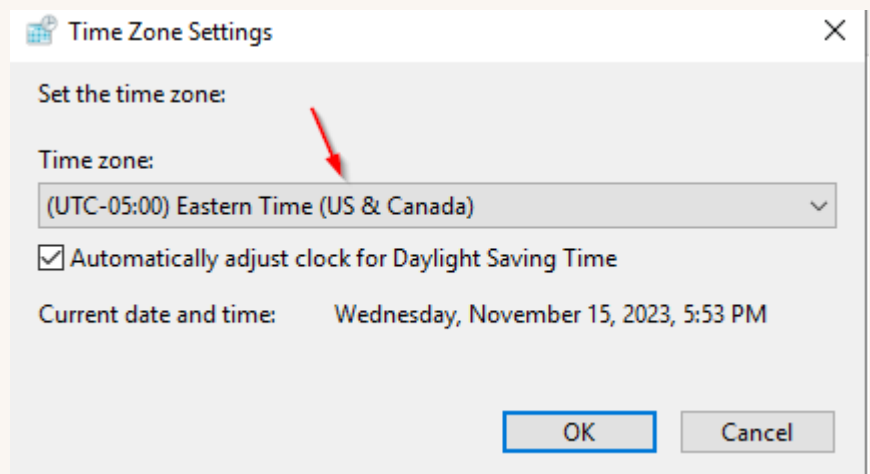 Time Zone Settings
Set the time zone:
Time zone:
(UTC-05:00) Eastern Time (US & Canada)
Automatically adjust clock for Daylight Saving Time
Current date and time: Wednesday, November 15, 2023, 5:53 PM
OK Cancel